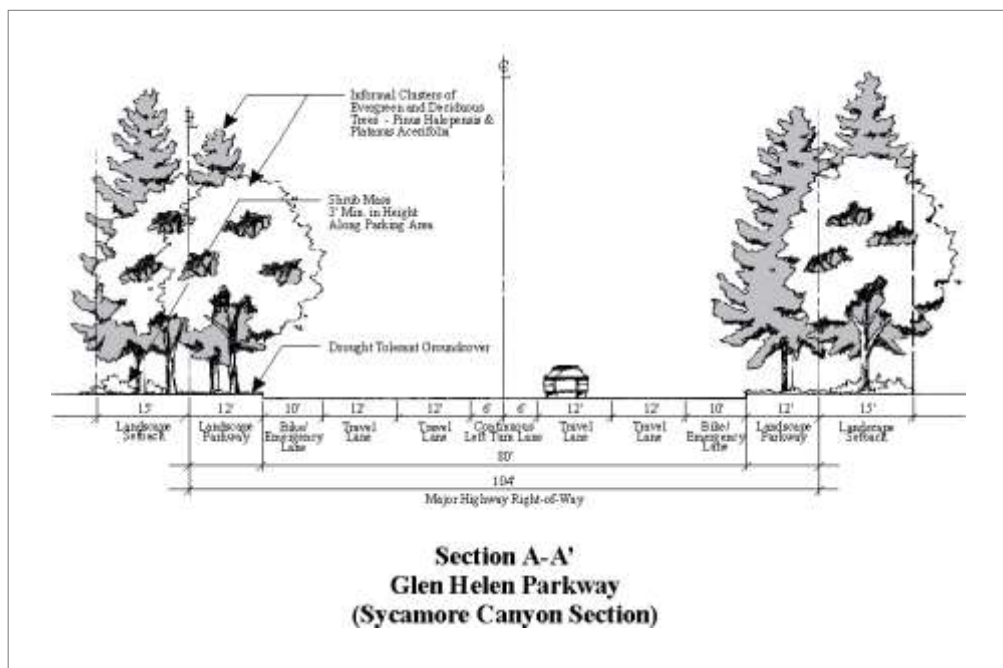 ℄
Informal Clusters of
Evergreen and Deciduous
Trees - Pinus Halepensis &
Platanus Acerifolia
Shrub Mass
3' Min. in Height
Along Parking Area
Drought Tolerant Groundcover
15' 12' 10' 12' 12' 6' 6' 12' 12' 10' 12' 15'
Landscape Setback
Landscape Parkway
Bike/ Emergency Lane
Travel Lane
Travel Lane
Continuous Left Turn Lane
Travel Lane
Travel Lane
Bike/ Emergency Lane
Landscape Parkway
Landscape Setback
80'
104'
Major Highway Right-of-Way
Section A-A'
Glen Helen Parkway
(Sycamore Canyon Section)